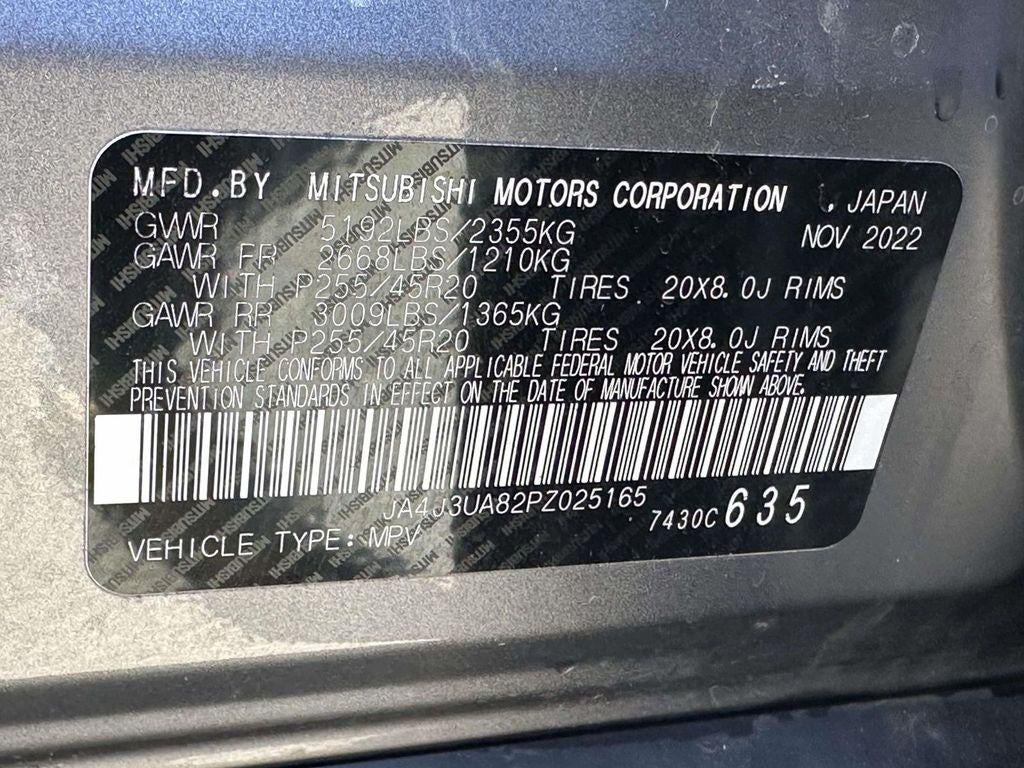 MFD.BY MITSUBISHI MOTORS CORPORATION , JAPAN
GVWR 5192LBS/2355KG NOV 2022
GAWR FR 2668LBS/1210KG
WITH P255/45R20 TIRES, 20X8.0J RIMS
GAWR RR 3009LBS/1365KG
WITH P255/45R20 TIRES 20X8.0J RIMS
THIS VEHICLE CONFORMS TO ALL APPLICABLE FEDERAL MOTOR VEHICLE SAFETY AND THEFT
PREVENTION STANDARDS IN EFFECT ON THE DATE OF MANUFACTURE SHOWN ABOVE.
JA4J3UA82PZ025165
7430C 635
VEHICLE TYPE: MPV